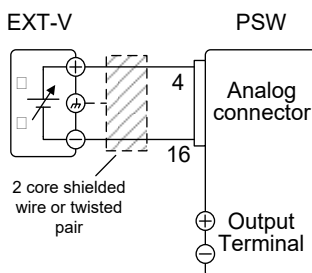 EXT-V
PSW
4
Analog
connector
16
2 core shielded
wire or twisted
pair
Output
Terminal